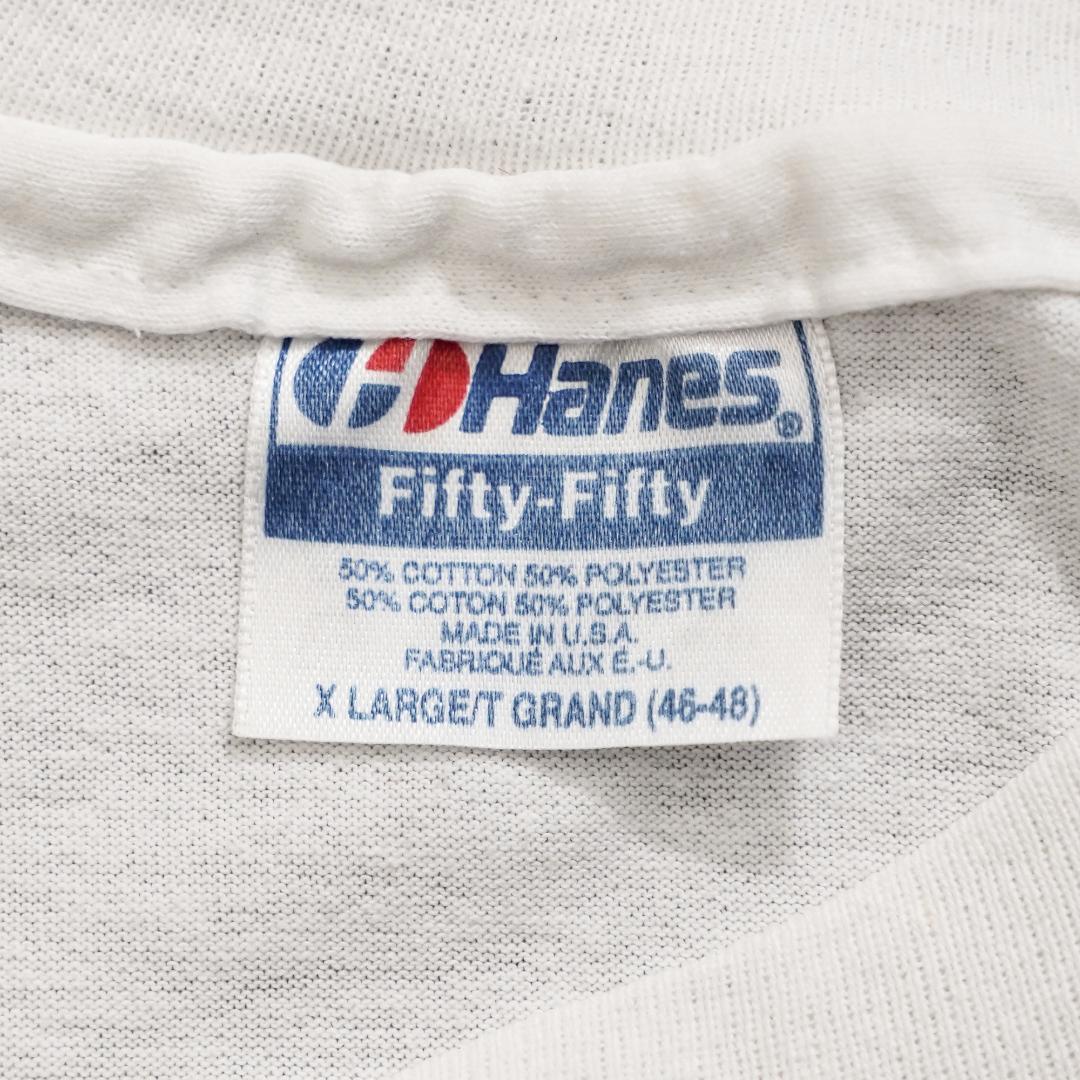 Hanes®
Fifty-Fifty
50% COTTON 50% POLYESTER
50% COTON 50% POLYESTER
MADE IN U.S.A.
FABRIQUÉ AUX É.-U.
X LARGE/T GRAND (46-48)